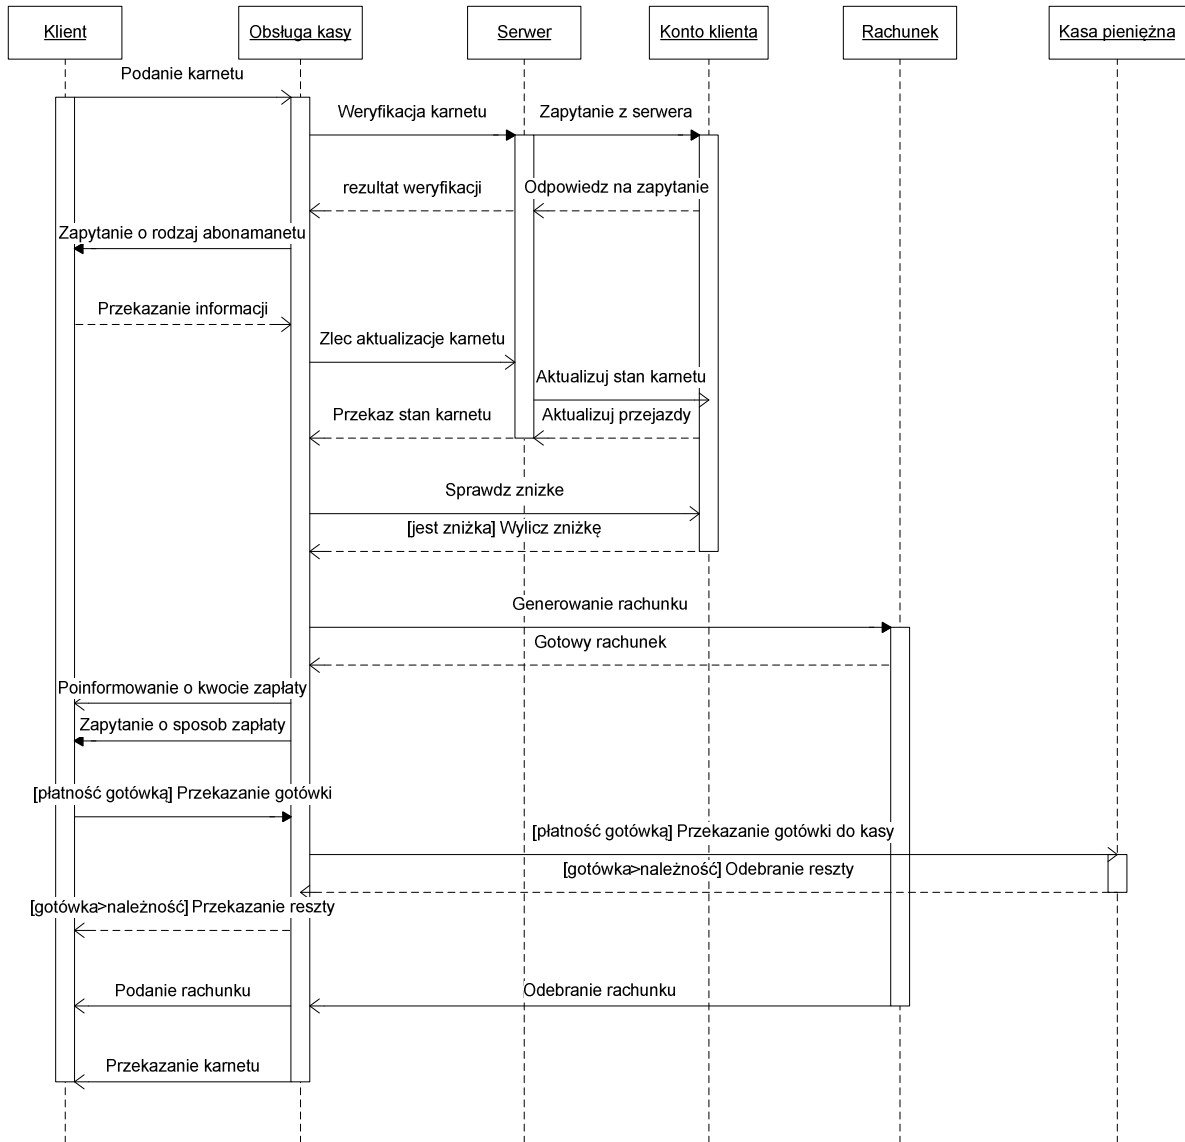 Klient
Obsługa kasy
Serwer
Konto klienta
Rachunek
Kasa pieniężna
Podanie karnetu
Weryfikacja karnetu
Zapytanie z serwera
rezultat weryfikacji
Odpowiedz na zapytanie
Zapytanie o rodzaj abonamanetu
Przekazanie informacji
Zlec aktualizacje karnetu
Aktualizuj stan karnetu
Przekaz stan karnetu
Aktualizuj przejazdy
Sprawdz znizke
[jest zniżka] Wylicz zniżkę
Generowanie rachunku
Gotowy rachunek
Poinformowanie o kwocie zapłaty
Zapytanie o sposob zapłaty
[płatność gotówką] Przekazanie gotówki
[płatność gotówką] Przekazanie gotówki do kasy
[gotówka>należność] Odebranie reszty
[gotówka>należność] Przekazanie reszty
Podanie rachunku
Odebranie rachunku
Przekazanie karnetu